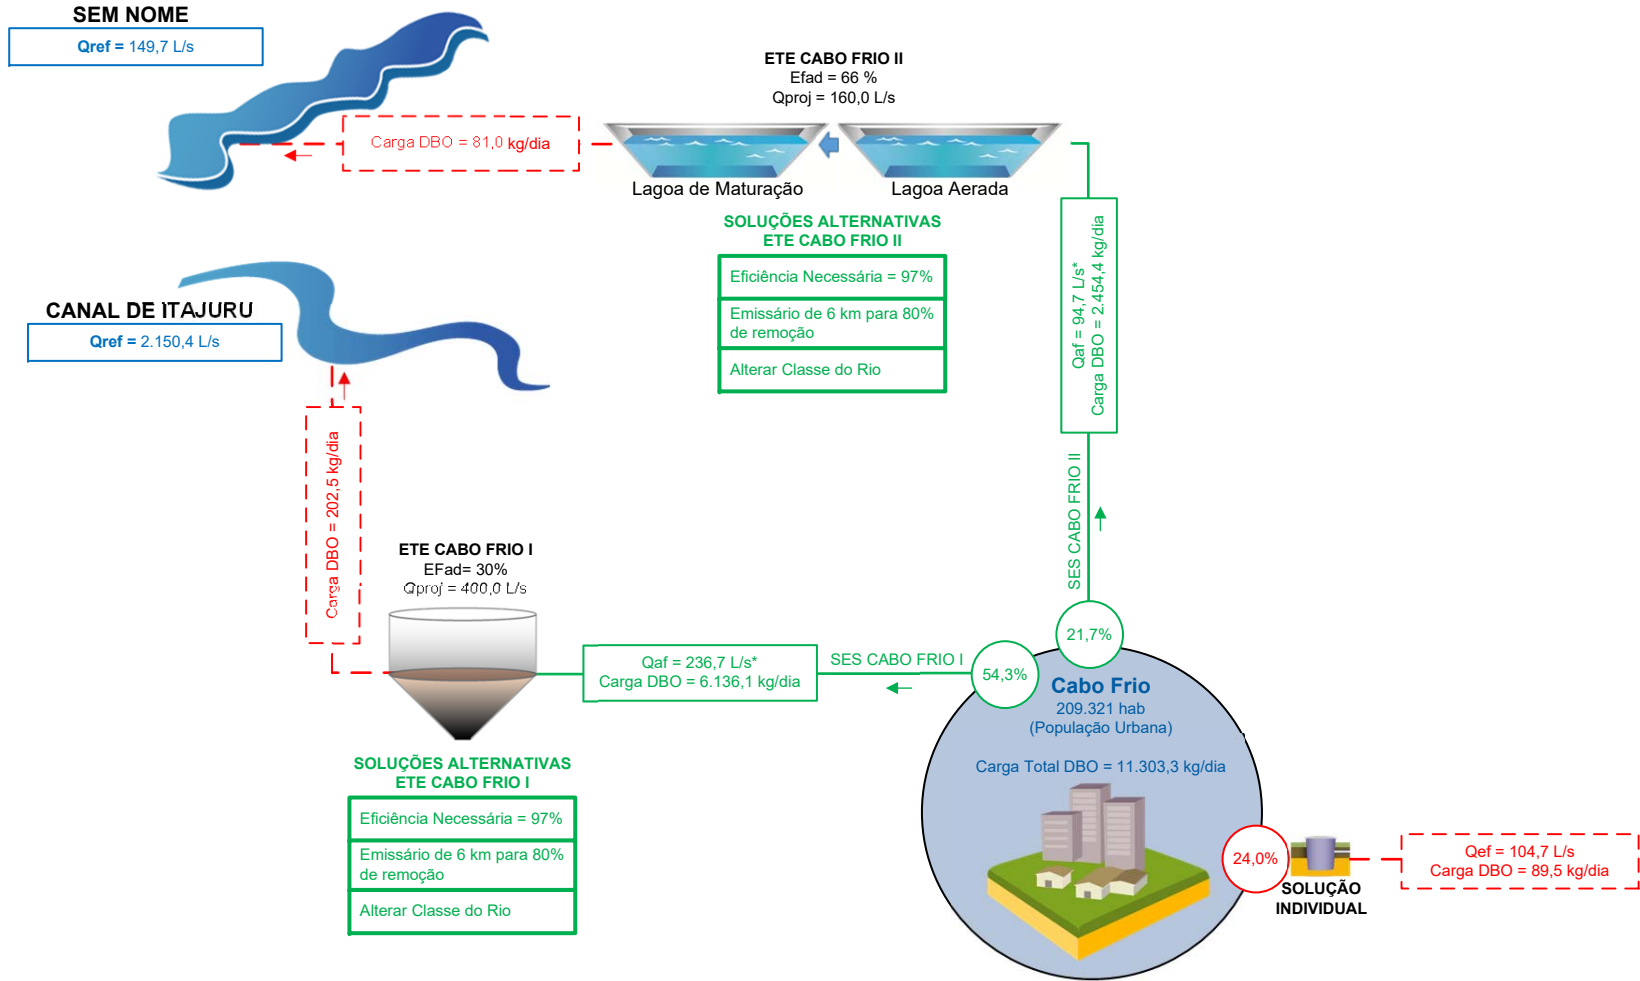 SEM NOME
Qref = 149,7 L/s
ETE CABO FRIO II
Efad = 66 %
Qproj = 160,0 L/s
Carga DBO = 81,0 kg/dia
Lagoa de Maturação
Lagoa Aerada
SOLUÇÕES ALTERNATIVAS
ETE CABO FRIO II
Eficiência Necessária = 97%
Emissário de 6 km para 80%
de remoção
Alterar Classe do Rio
Qaf = 94,7 L/s*
Carga DBO = 2.454,4 kg/dia
SES CABO FRIO II
CANAL DE ITAJURU
Qref = 2.150,4 L/s
Carga DBO = 202,5 kg/dia
ETE CABO FRIO I
EFad= 30%
Qproj = 400,0 L/s
Qaf = 236,7 L/s*
Carga DBO = 6.136,1 kg/dia
SES CABO FRIO I
54,3%
21,7%
Cabo Frio
209.321 hab
(População Urbana)
Carga Total DBO = 11.303,3 kg/dia
SOLUÇÕES ALTERNATIVAS
ETE CABO FRIO I
Eficiência Necessária = 97%
Emissário de 6 km para 80%
de remoção
Alterar Classe do Rio
24,0%
SOLUÇÃO
INDIVIDUAL
Qef = 104,7 L/s
Carga DBO = 89,5 kg/dia